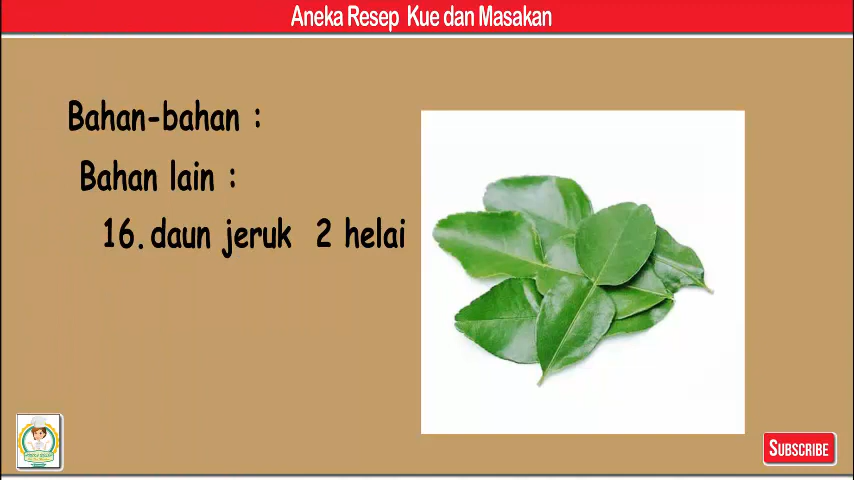 Aneka Resep Kue dan Masakan
Bahan-bahan :
Bahan lain :
16. daun jeruk 2 helai
SUBSCRIBE